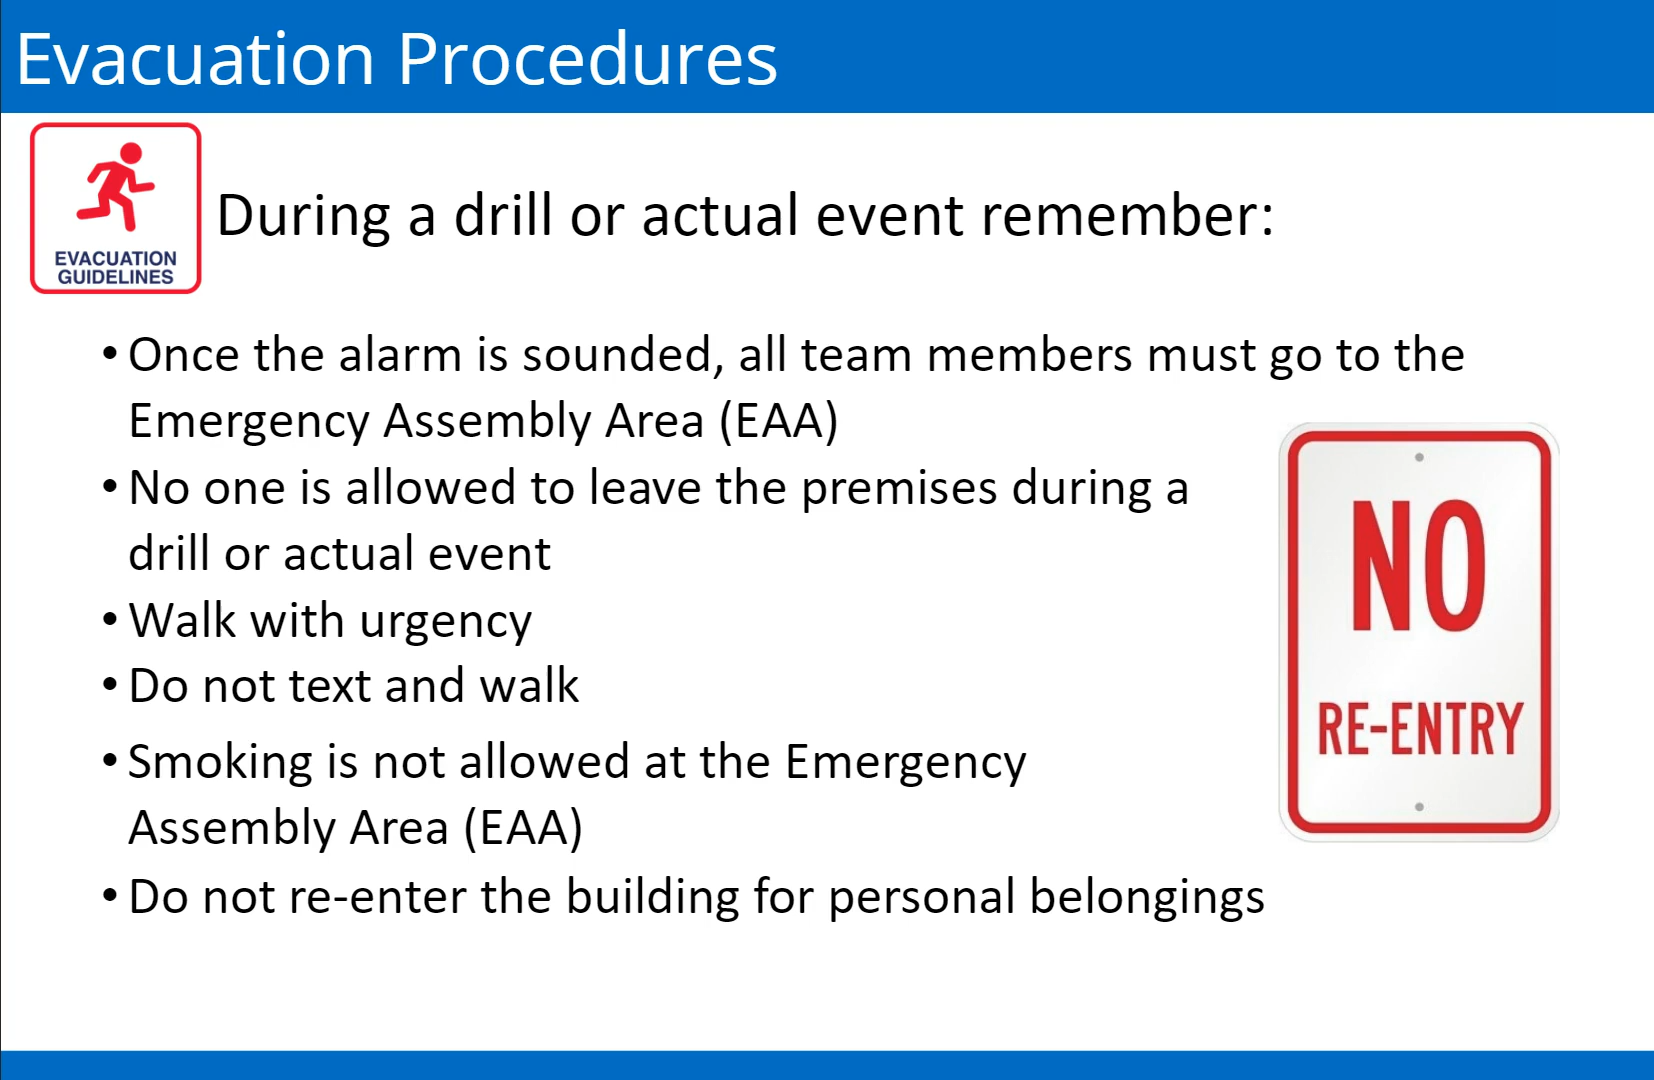 Evacuation Procedures
EVACUATION
GUIDELINES
During a drill or actual event remember:
• Once the alarm is sounded, all team members must go to the
Emergency Assembly Area (EAA)
• No one is allowed to leave the premises during a
drill or actual event
• Walk with urgency
• Do not text and walk
• Smoking is not allowed at the Emergency
Assembly Area (EAA)
• Do not re-enter the building for personal belongings
NO
RE-ENTRY